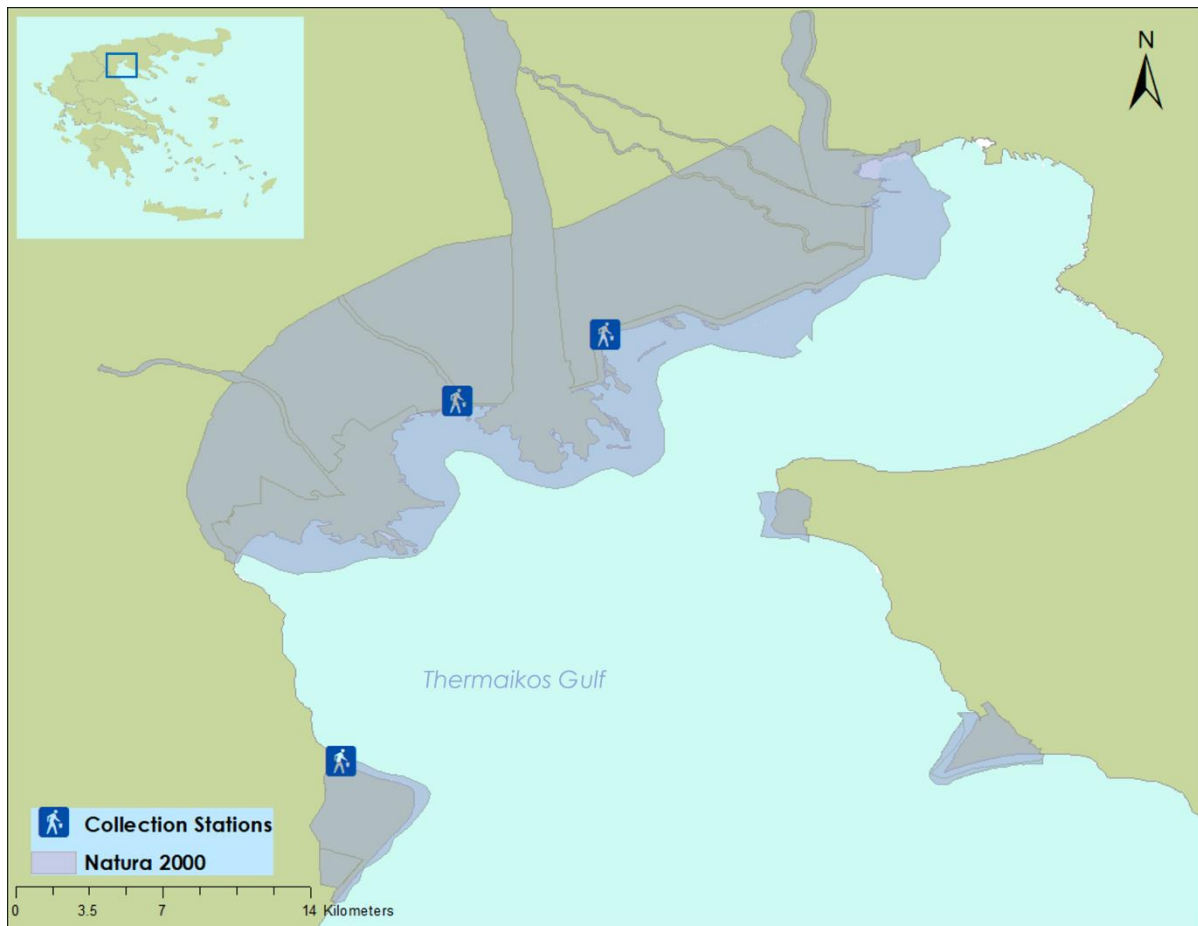 N
Thermaikos Gulf
Collection Stations
Natura 2000
0 3.5 7 14 Kilometers